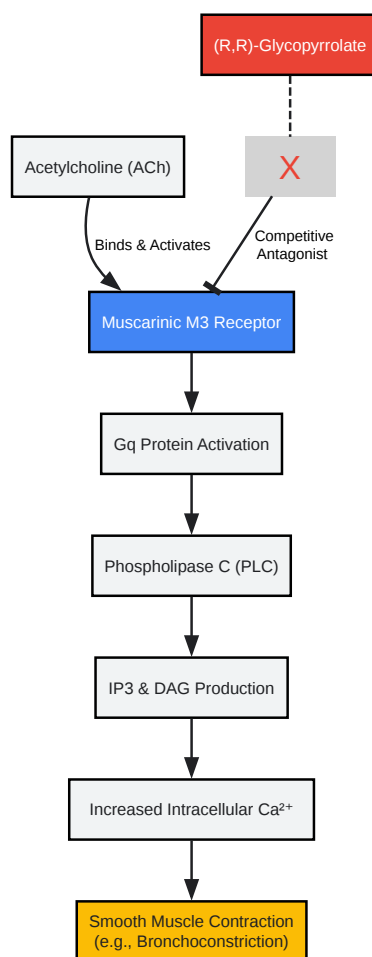 (R,R)-Glycopyrrolate
Acetylcholine (ACh)
X
Binds & Activates
Competitive
Antagonist
Muscarinic M3 Receptor
Gq Protein Activation
Phospholipase C (PLC)
IP3 & DAG Production
Increased Intracellular Ca²⁺
Smooth Muscle Contraction
(e.g., Bronchoconstriction)